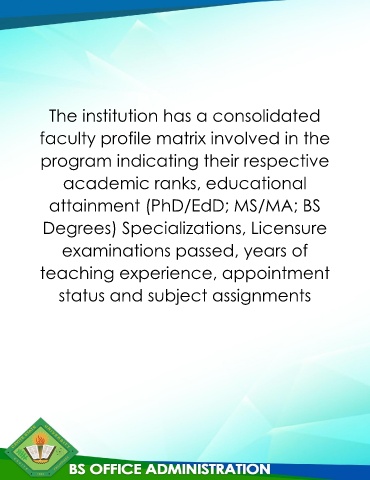 The institution has a consolidated
faculty profile matrix involved in the
program indicating their respective
academic ranks, educational
attainment (PhD/EdD; MS/MA; BS
Degrees) Specializations, Licensure
examinations passed, years of
teaching experience, appointment
status and subject assignments
BS OFFICE ADMINISTRATION